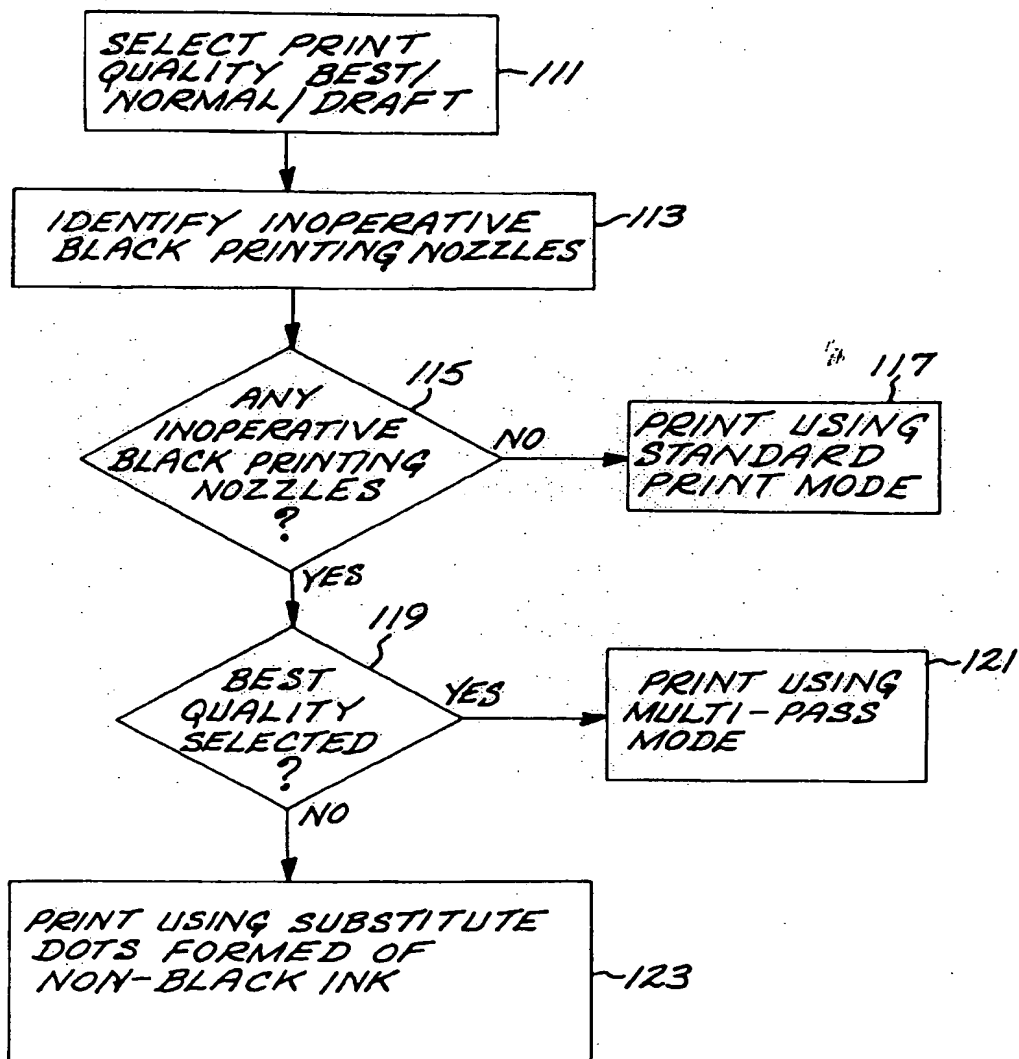 SELECT PRINT
QUALITY BEST/
NORMAL/DRAFT
111
IDENTIFY INOPERATIVE
BLACK PRINTING NOZZLES
113
115
ANY
INOPERATIVE
BLACK PRINTING
NOZZLES
?
NO
117
PRINT USING
STANDARD
PRINT MODE
YES
119
BEST
QUALITY
SELECTED
?
YES
121
PRINT USING
MULTI-PASS
MODE
NO
PRINT USING SUBSTITUTE
DOTS FORMED OF
NON-BLACK INK
123